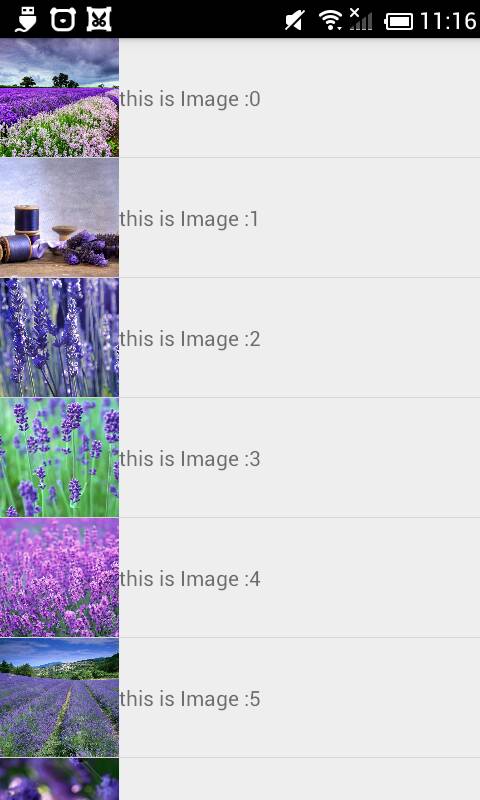 11:16
this is Image :0
this is Image :1
this is Image :2
this is Image :3
this is Image :4
this is Image :5